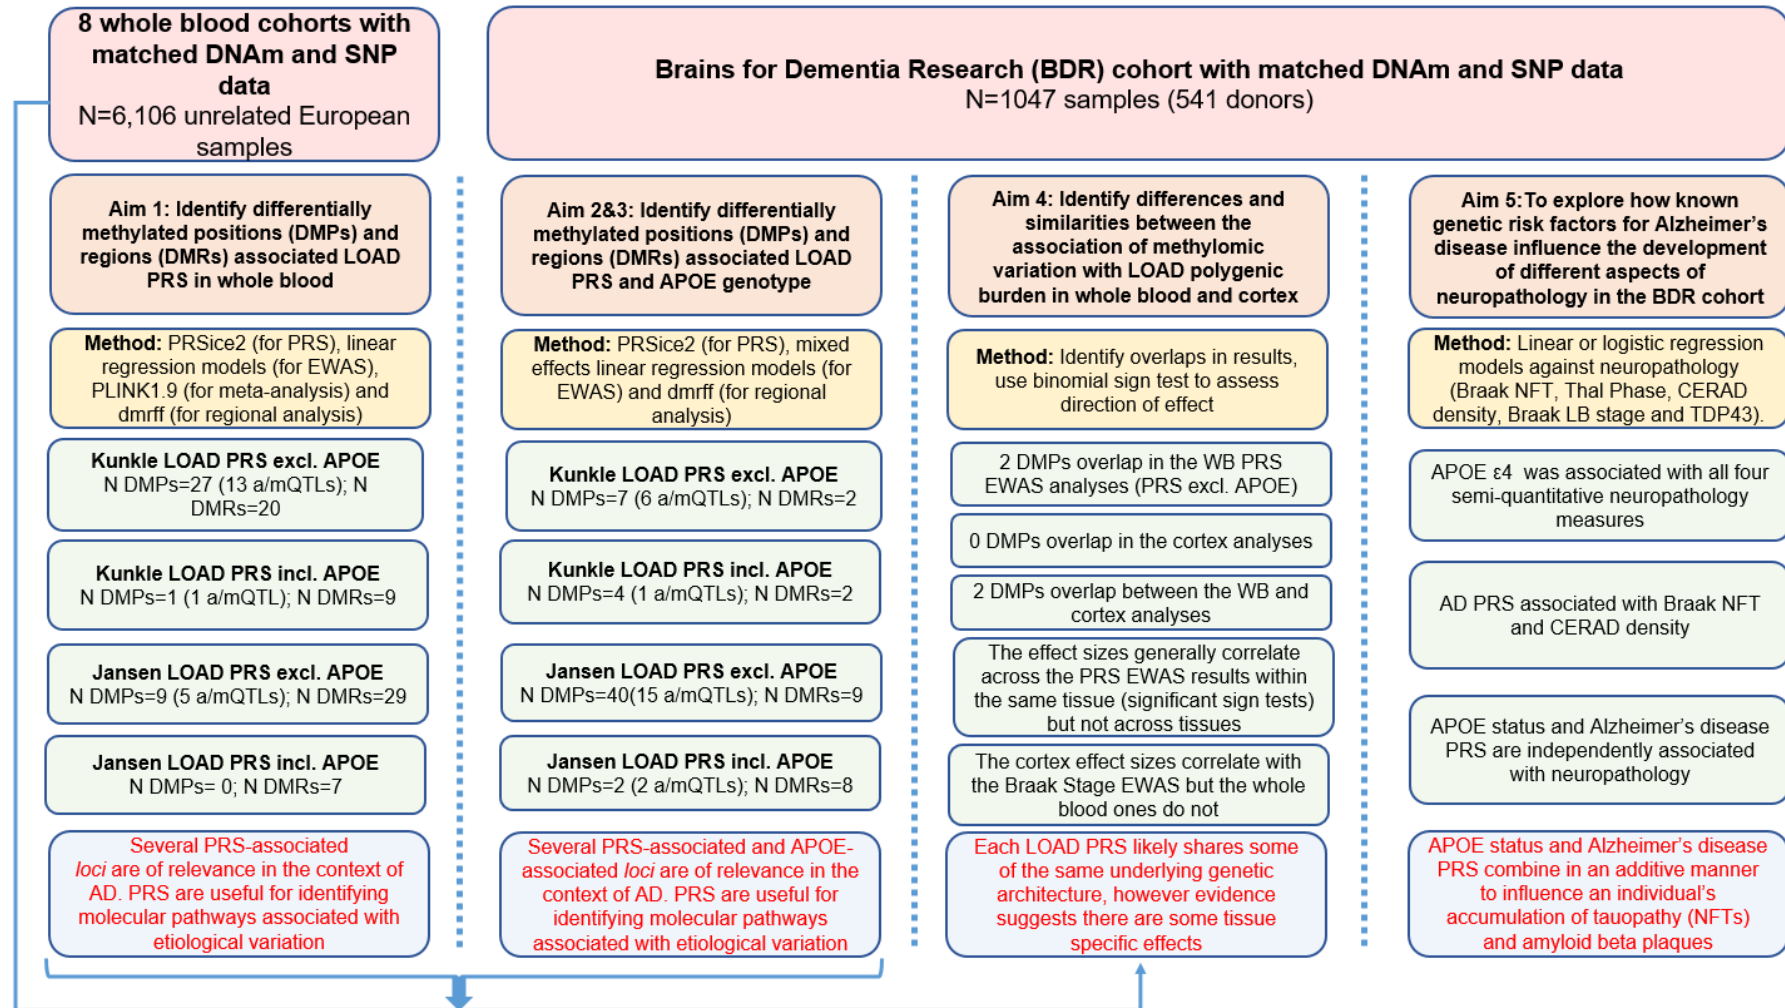 8 whole blood cohorts with
matched DNAm and SNP
data
N=6,106 unrelated European
samples
Brains for Dementia Research (BDR) cohort with matched DNAm and SNP data
N=1047 samples (541 donors)
Aim 1: Identify differentially
methylated positions (DMPs) and
regions (DMRs) associated LOAD
PRS in whole blood
Method: PRSice2 (for PRS), linear
regression models (for EWAS),
PLINK1.9 (for meta-analysis) and
dmrff (for regional analysis)
Kunkle LOAD PRS excl. APOE
N DMPs=27 (13 a/mQTLs); N
DMRs=20
Kunkle LOAD PRS incl. APOE
N DMPs=1 (1 a/mQTL); N DMRs=9
Jansen LOAD PRS excl. APOE
N DMPs=9 (5 a/mQTLs); N DMRs=29
Jansen LOAD PRS incl. APOE
N DMPs= 0; N DMRs=7
Several PRS-associated
loci are of relevance in the context of
AD. PRS are useful for identifying
molecular pathways associated with
etiological variation
Aim 2&3: Identify differentially
methylated positions (DMPs) and
regions (DMRs) associated LOAD
PRS and APOE genotype
Method: PRSice2 (for PRS), mixed
effects linear regression models (for
EWAS) and dmrff (for regional
analysis)
Kunkle LOAD PRS excl. APOE
N DMPs=7 (6 a/mQTLs); N DMRs=2
Kunkle LOAD PRS incl. APOE
N DMPs=4 (1 a/mQTLs); N DMRs=2
Jansen LOAD PRS excl. APOE
N DMPs=40(15 a/mQTLs); N DMRs=9
Jansen LOAD PRS incl. APOE
N DMPs=2 (2 a/mQTLs); N DMRs=8
Several PRS-associated and APOE-
associated loci are of relevance in the
context of AD. PRS are useful for
identifying molecular pathways
associated with etiological variation
Aim 4: Identify differences and
similarities between the
association of methylomic
variation with LOAD polygenic
burden in whole blood and cortex
Method: Identify overlaps in results,
use binomial sign test to assess
direction of effect
2 DMPs overlap in the WB PRS
EWAS analyses (PRS excl. APOE)
0 DMPs overlap in the cortex analyses
2 DMPs overlap between the WB and
cortex analyses
The effect sizes generally correlate
across the PRS EWAS results within
the same tissue (significant sign tests)
but not across tissues
The cortex effect sizes correlate with
the Braak Stage EWAS but the whole
blood ones do not
Each LOAD PRS likely shares some
of the same underlying genetic
architecture, however evidence
suggests there are some tissue
specific effects
Aim 5:To explore how known
genetic risk factors for Alzheimer's
disease influence the development
of different aspects of
neuropathology in the BDR cohort
Method: Linear or logistic regression
models against neuropathology
(Braak NFT, Thal Phase, CERAD
density, Braak LB stage and TDP43).
APOE ε4 was associated with all four
semi-quantitative neuropathology
measures
AD PRS associated with Braak NFT
and CERAD density
APOE status and Alzheimer's disease
PRS are independently associated
with neuropathology
APOE status and Alzheimer's disease
PRS combine in an additive manner
to influence an individual's
accumulation of tauopathy (NFTs)
and amyloid beta plaques